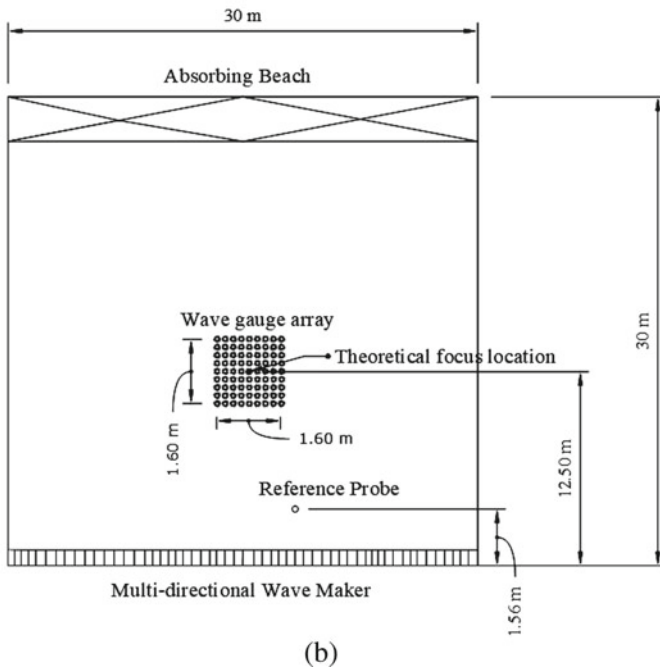 30 m
Absorbing Beach
Wave gauge array
Theoretical focus location
1.60 m
1.60 m
30 m
12.50 m
Reference Probe
1.56 m
Multi-directional Wave Maker
(b)